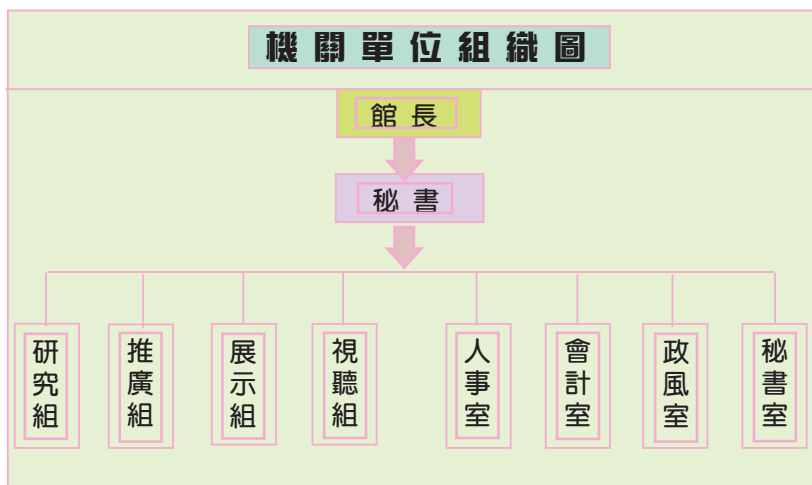 機關單位組織圖
館長
秘書
研究組
推廣組
展示組
視聽組
人事室
會計室
政風室
秘書室